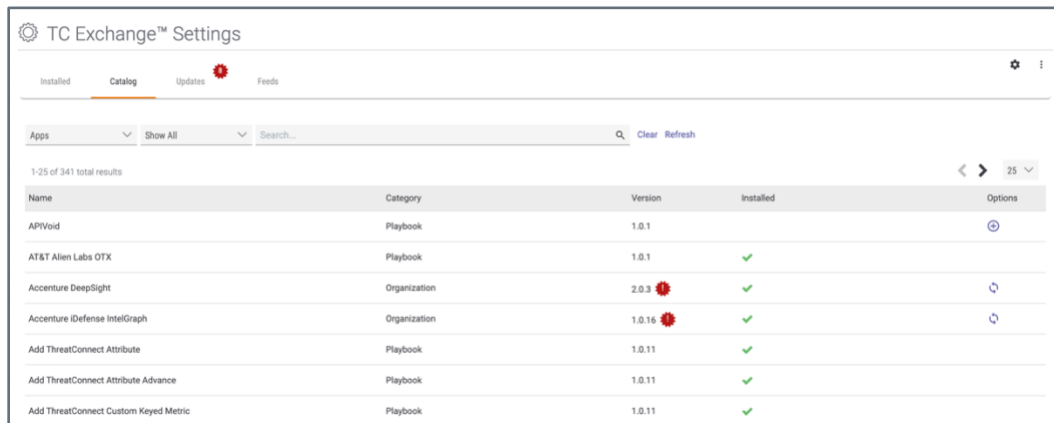 TC Exchange™ Settings
Installed Catalog Updates Feeds
Apps Show All Search... Clear Refresh
1-25 of 341 total results 25
Name Category Version Installed Options
APIVoid Playbook 1.0.1
AT&T Alien Labs OTX Playbook 1.0.1
Accenture DeepSight Organization 2.0.3 !
Accenture iDefense IntelGraph Organization 1.0.16 !
Add ThreatConnect Attribute Playbook 1.0.11
Add ThreatConnect Attribute Advance Playbook 1.0.11
Add ThreatConnect Custom Keyed Metric Playbook 1.0.11